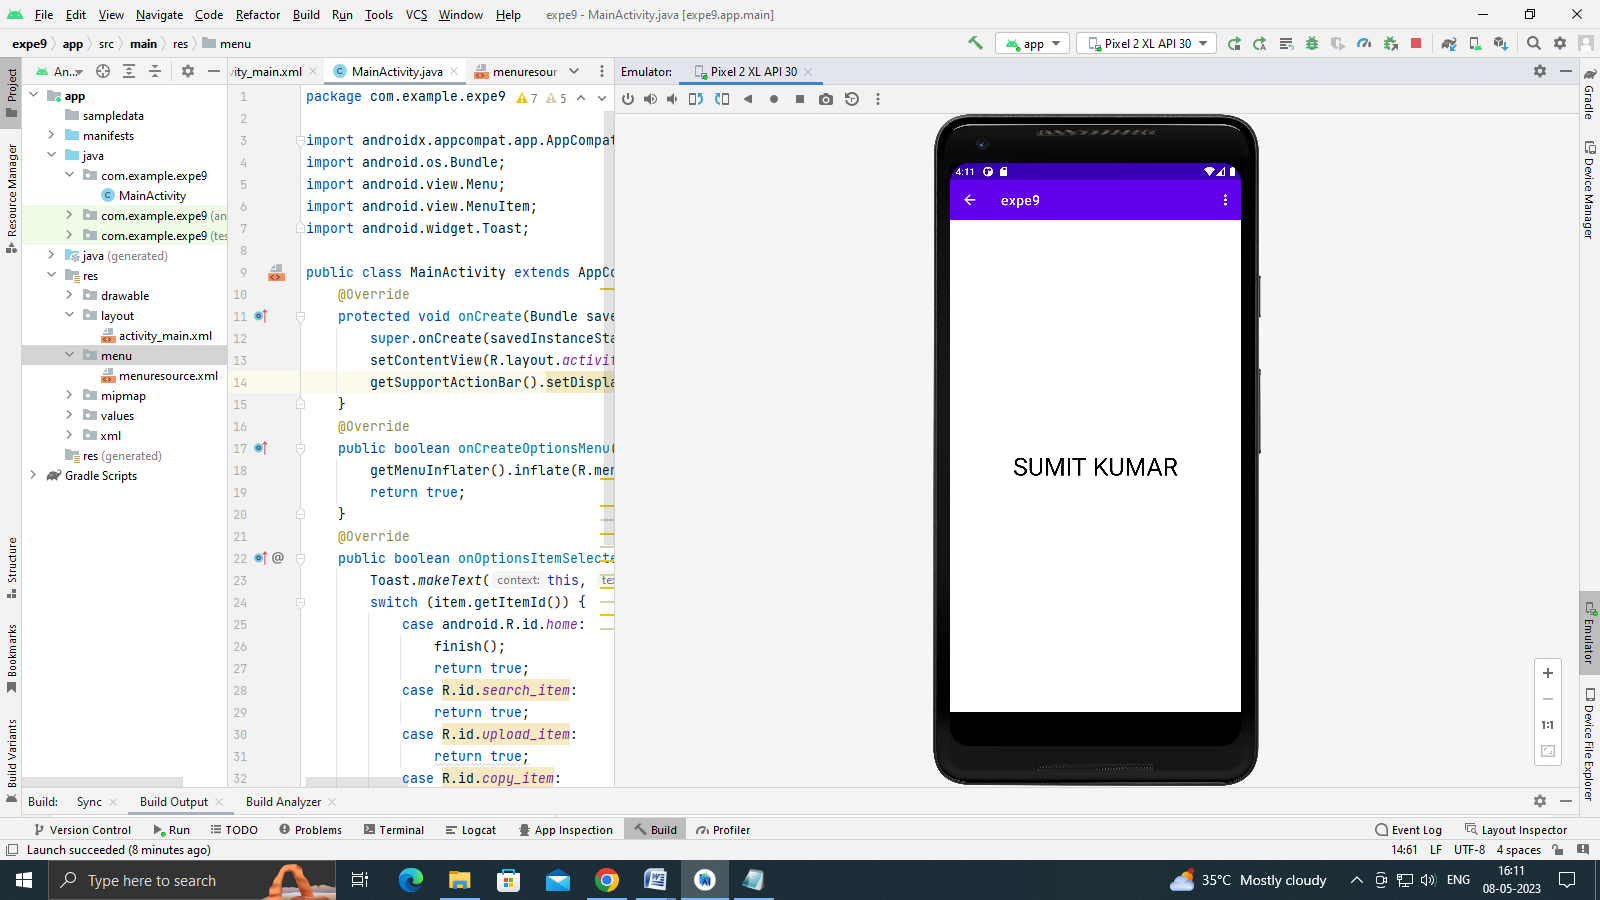 File Edit View Navigate Code Refactor Build Run Tools VCS Window Help expe9 - MainActivity.java [expe9.app.main]
expe9 app src main res menu
app Pixel 2 XL API 30
An... ity_main.xml MainActivity.java menuresour Emulator: Pixel 2 XL API 30
Project
Resource Manager
Structure
Bookmarks
Build Variants
app
sampledata
manifests
java
com.example.expe9
MainActivity
com.example.expe9 (an
com.example.expe9 (tes
java (generated)
res
drawable
layout
activity_main.xml
menu
menuresource.xml
mipmap
values
xml
res (generated)
Gradle Scripts
7 5
1 package com.example.expe9
2
3 import androidx.appcompat.app.AppCompat
4 import android.os.Bundle;
5 import android.view.Menu;
6 import android.view.MenuItem;
7 import android.widget.Toast;
8
9 public class MainActivity extends AppCo
10 @Override
11 protected void onCreate(Bundle save
12 super.onCreate(savedInstanceSta
13 setContentView(R.layout.activit
14 getSupportActionBar().setDispla
15 }
16 @Override
17 public boolean onCreateOptionsMenu(
18 getMenuInflater().inflate(R.men
19 return true;
20 }
21 @Override
22 public boolean onOptionsItemSelecte
23 Toast.makeText( context: this, tex
24 switch (item.getItemId()) {
25 case android.R.id.home:
26 finish();
27 return true;
28 case R.id.search_item:
29 return true;
30 case R.id.upload_item:
31 return true;
32 case R.id.copy_item:
4:11
expe9
SUMIT KUMAR
1:1
Gradle
Device Manager
Emulator
Device File Explorer
Build: Sync Build Output Build Analyzer
Version Control Run TODO Problems Terminal Logcat App Inspection Build Profiler Event Log Layout Inspector
Launch succeeded (8 minutes ago) 14:61 LF UTF-8 4 spaces
Type here to search 35°C Mostly cloudy ENG 16:11
08-05-2023